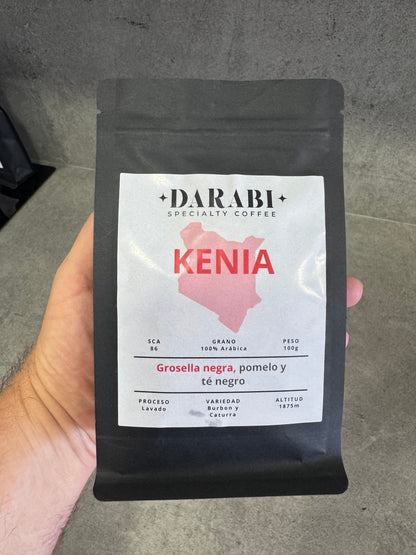 DARABI
SPECIALTY COFFEE
KENIA
SCA
86
GRANO
100% Arábica
PESO
100g
Grosella negra, pomelo y
té negro
PROCESO
Lavado
VARIEDAD
Burbon y
Caturra
ALTITUD
1875m